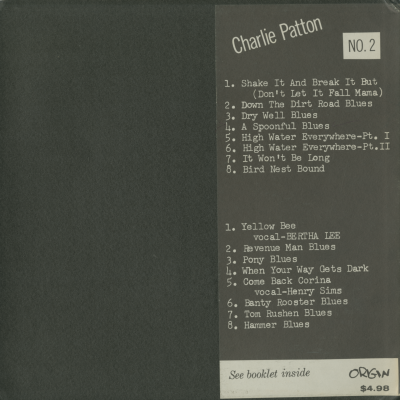 Charlie Patton
NO. 2
1. Shake It And Break It But
(Don't Let It Fall Mama)
2. Down The Dirt Road Blues
3. Dry Well Blues
4. A Spoonful Blues
5. High Water Everywhere-Pt. I
6. High Water Everywhere-Pt.II
7. It Won't Be Long
8. Bird Nest Bound
1. Yellow Bee
vocal-BERTHA LEE
2. Revenue Man Blues
3. Pony Blues
4. When Your Way Gets Dark
5. Come Back Corina
vocal-Henry Sims
6. Banty Rooster Blues
7. Tom Rushen Blues
8. Hammer Blues
See booklet inside
ORIGIN
$4.98